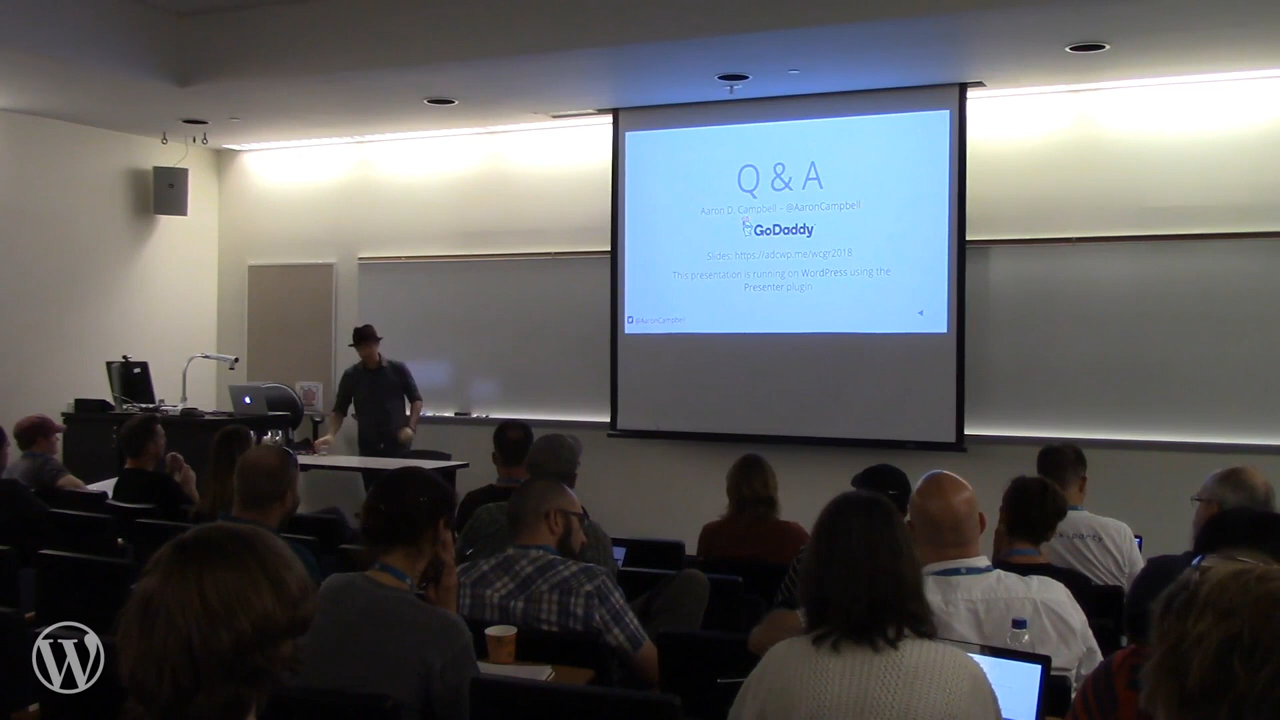 Q & A
Aaron D. Campbell – @AaronCampbell
GoDaddy
Slides: https://adcwp.me/wcgr2018
This presentation is running on WordPress using the
Presenter plugin
@AaronCampbell